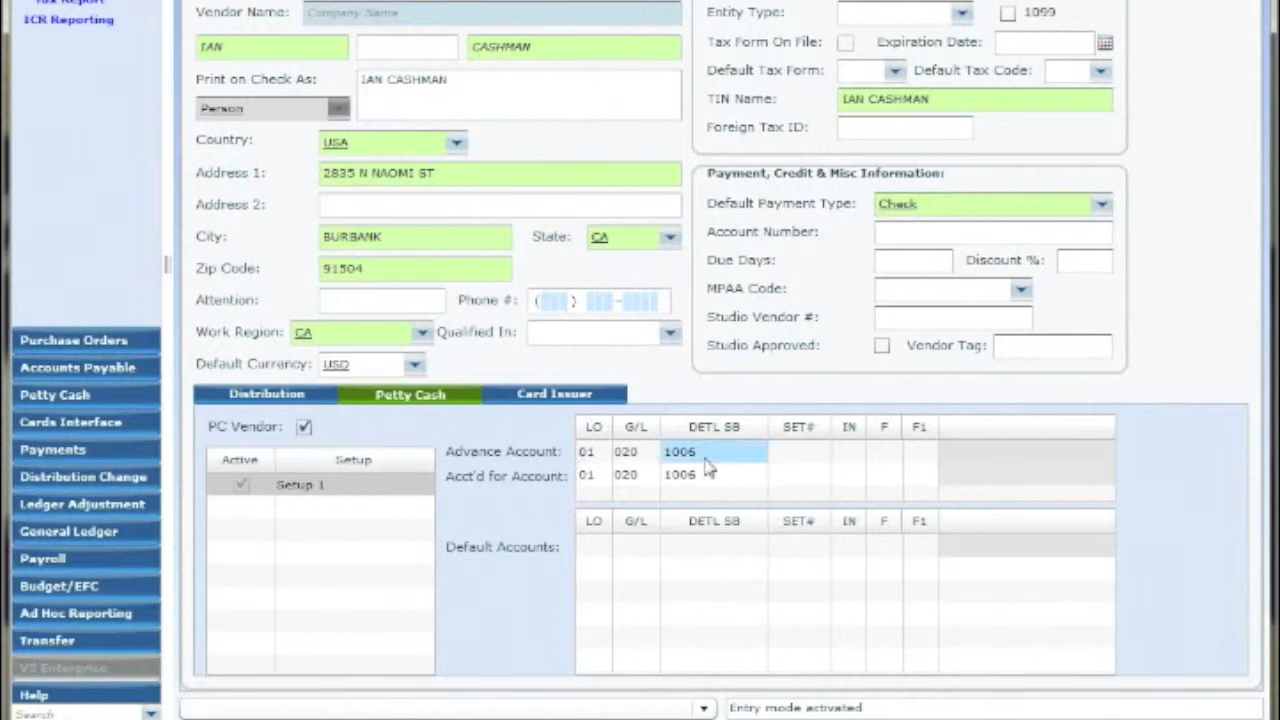 Tax Report
ICR Reporting
Vendor Name: Company Name
IAN CASHMAN
Print on Check As: IAN CASHMAN
Person
Country: USA
Address 1: 2835 N NAOMI ST
Address 2:
City: BURBANK State: CA
Zip Code: 91504
Attention: Phone #: ( ) -
Work Region: CA Qualified In:
Default Currency: USD
Entity Type: 1099
Tax Form On File: Expiration Date:
Default Tax Form: Default Tax Code:
TIN Name: IAN CASHMAN
Foreign Tax ID:
Payment, Credit & Misc Information:
Default Payment Type: Check
Account Number:
Due Days: Discount %:
MPAA Code:
Studio Vendor #:
Studio Approved: Vendor Tag:
Purchase Orders
Accounts Payable
Petty Cash
Cards Interface
Payments
Distribution Change
Ledger Adjustment
General Ledger
Payroll
Budget/EFC
Ad Hoc Reporting
Transfer
VS Enterprise
Help
Search
Distribution Petty Cash Card Issuer
PC Vendor:
Active Setup
Setup 1
LO G/L DETL SB SET# IN F F1
Advance Account: 01 020 1006
Acct'd for Account: 01 020 1006
LO G/L DETL SB SET# IN F F1
Default Accounts:
Entry mode activated